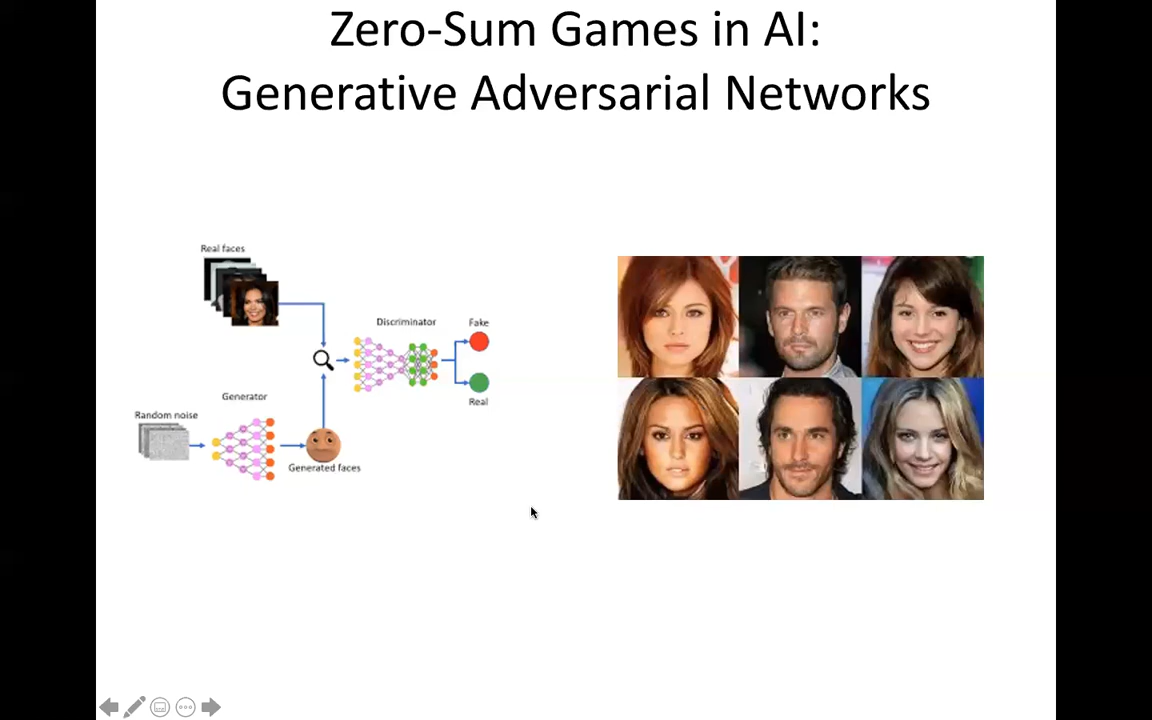 Zero-Sum Games in AI:
Generative Adversarial Networks
Real faces
Discriminator
Fake
Real
Generator
Random noise
Generated faces